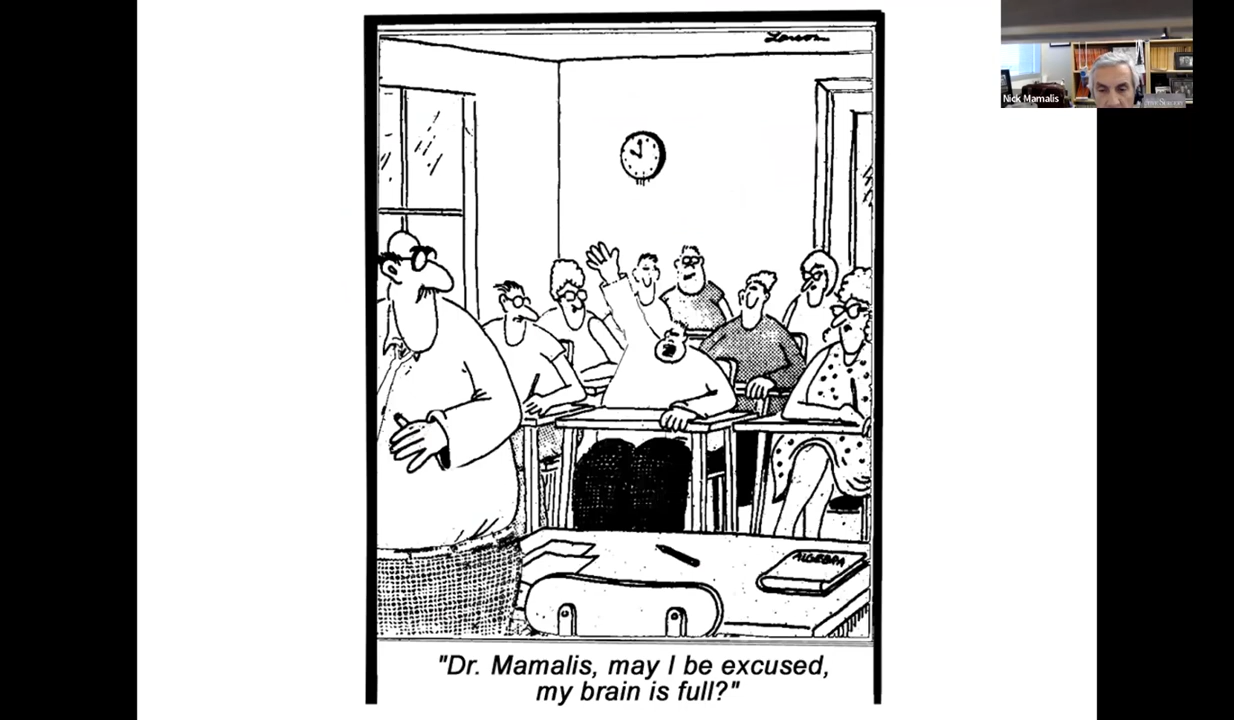 Larson
Nick Mamalis
ALGEBRA
"Dr. Mamalis, may I be excused,
my brain is full?"